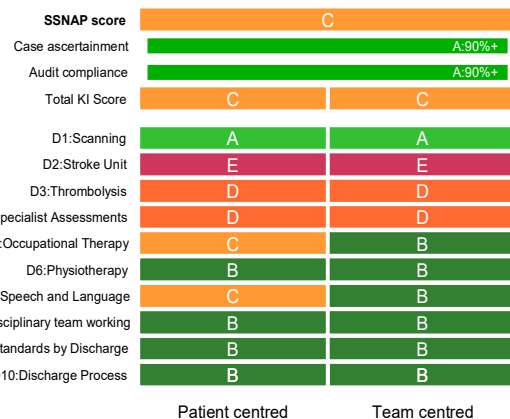 SSNAP score C
Case ascertainment A:90%+
Audit compliance A:90%+
Total KI Score C C
D1:Scanning A A
D2:Stroke Unit E E
D3:Thrombolysis D D
pecialist Assessments D D
:Occupational Therapy C B
D6:Physiotherapy B B
Speech and Language C B
sciplinary team working B B
tandards by Discharge B B
10:Discharge Process B B
Patient centred Team centred